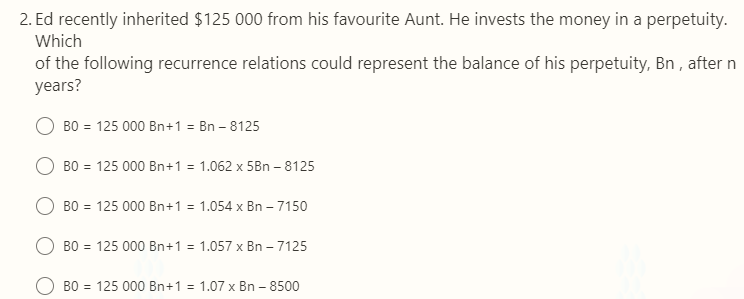 2. Ed recently inherited $125 000 from his favourite Aunt. He invests the money in a perpetuity.
Which
of the following recurrence relations could represent the balance of his perpetuity, Bn , after n
years?
B0 = 125 000 Bn+1 = Bn – 8125
B0 = 125 000 Bn+1 = 1.062 x 5Bn – 8125
B0 = 125 000 Bn+1 = 1.054 x Bn – 7150
B0 = 125 000 Bn+1 = 1.057 x Bn – 7125
B0 = 125 000 Bn+1 = 1.07 x Bn – 8500